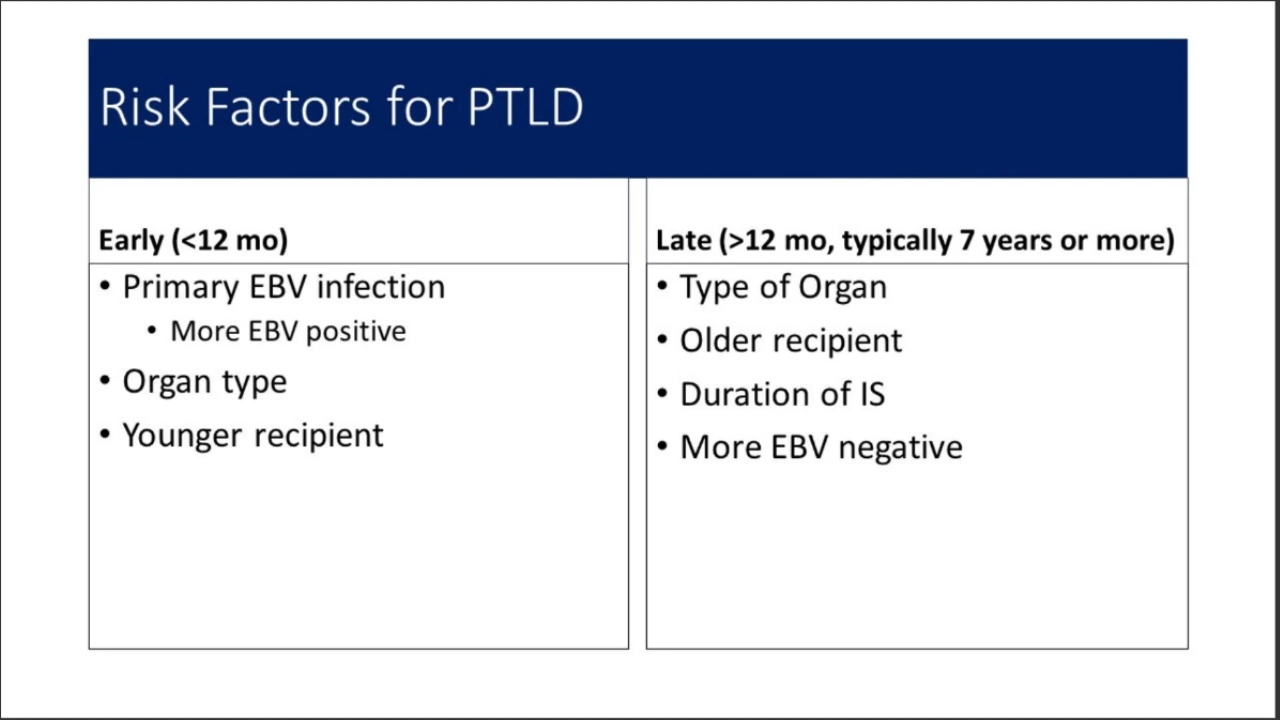 Risk Factors for PTLD
Early (<12 mo)
• Primary EBV infection
• More EBV positive
• Organ type
• Younger recipient
Late (>12 mo, typically 7 years or more)
• Type of Organ
• Older recipient
• Duration of IS
• More EBV negative